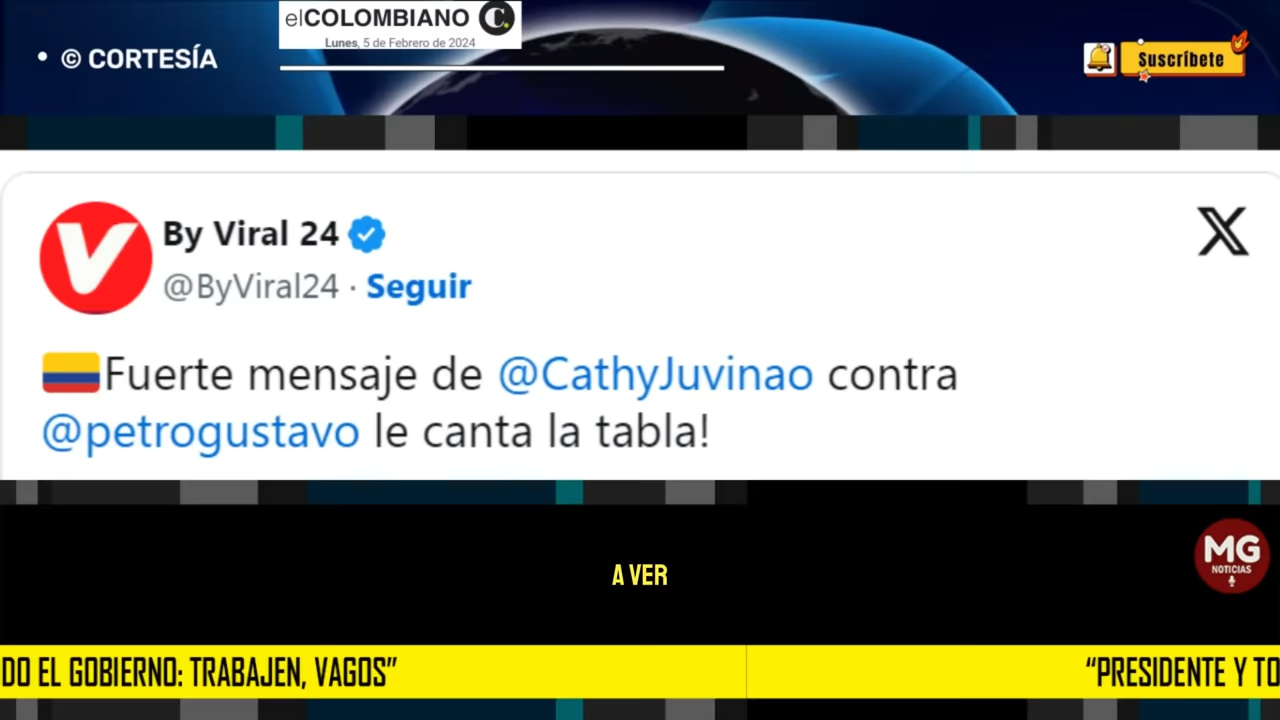 elCOLOMBIANO C.
Lunes, 5 de Febrero de 2024
• © CORTESÍA
Suscríbete
By Viral 24
@ByViral24 · Seguir
Fuerte mensaje de @CathyJuvinao contra
@petrogustavo le canta la tabla!
A VER
MG
NOTICIAS
DO EL GOBIERNO: TRABAJEN, VAGOS”
“PRESIDENTE Y TO